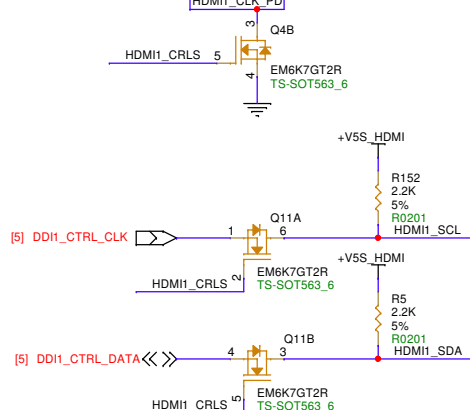 HDMI1_CLK_PD
3
Q4B
HDMI1_CRLS 5
4
EM6K7GT2R
TS-SOT563_6
+V5S_HDMI
R152
2.2K
5%
R0201
[5] DDI1_CTRL_CLK 1 Q11A 6 HDMI1_SCL
2
HDMI1_CRLS
EM6K7GT2R
TS-SOT563_6
+V5S_HDMI
R5
2.2K
5%
R0201
[5] DDI1_CTRL_DATA 4 Q11B 3 HDMI1_SDA
5
HDMI1_CRLS
EM6K7GT2R
TS-SOT563_6